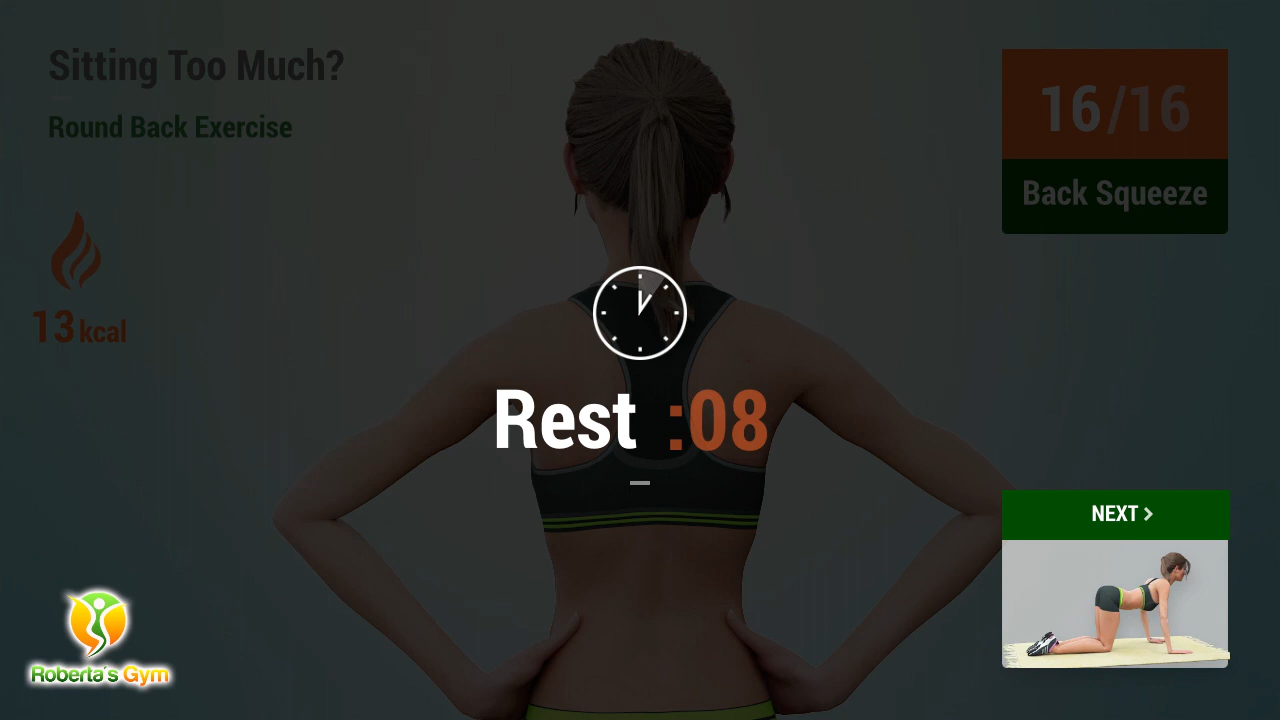 Sitting Too Much?
Round Back Exercise
16/16
Back Squeeze
13 kcal
Rest :08
NEXT >
Roberta's Gym